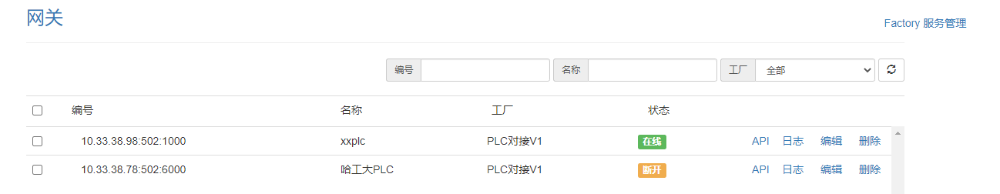 网关
Factory 服务管理
编号 名称 工厂 全部
编号 名称 工厂 状态
10.33.38.98:502:1000 xxplc PLC对接V1 在线 API 日志 编辑 删除
10.33.38.78:502:6000 哈工大PLC PLC对接V1 断开 API 日志 编辑 删除